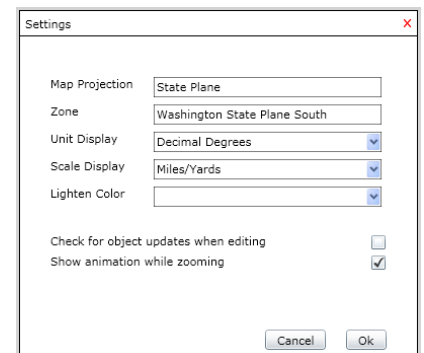 Settings
Map Projection State Plane
Zone Washington State Plane South
Unit Display Decimal Degrees
Scale Display Miles/Yards
Lighten Color
Check for object updates when editing
Show animation while zooming
Cancel Ok